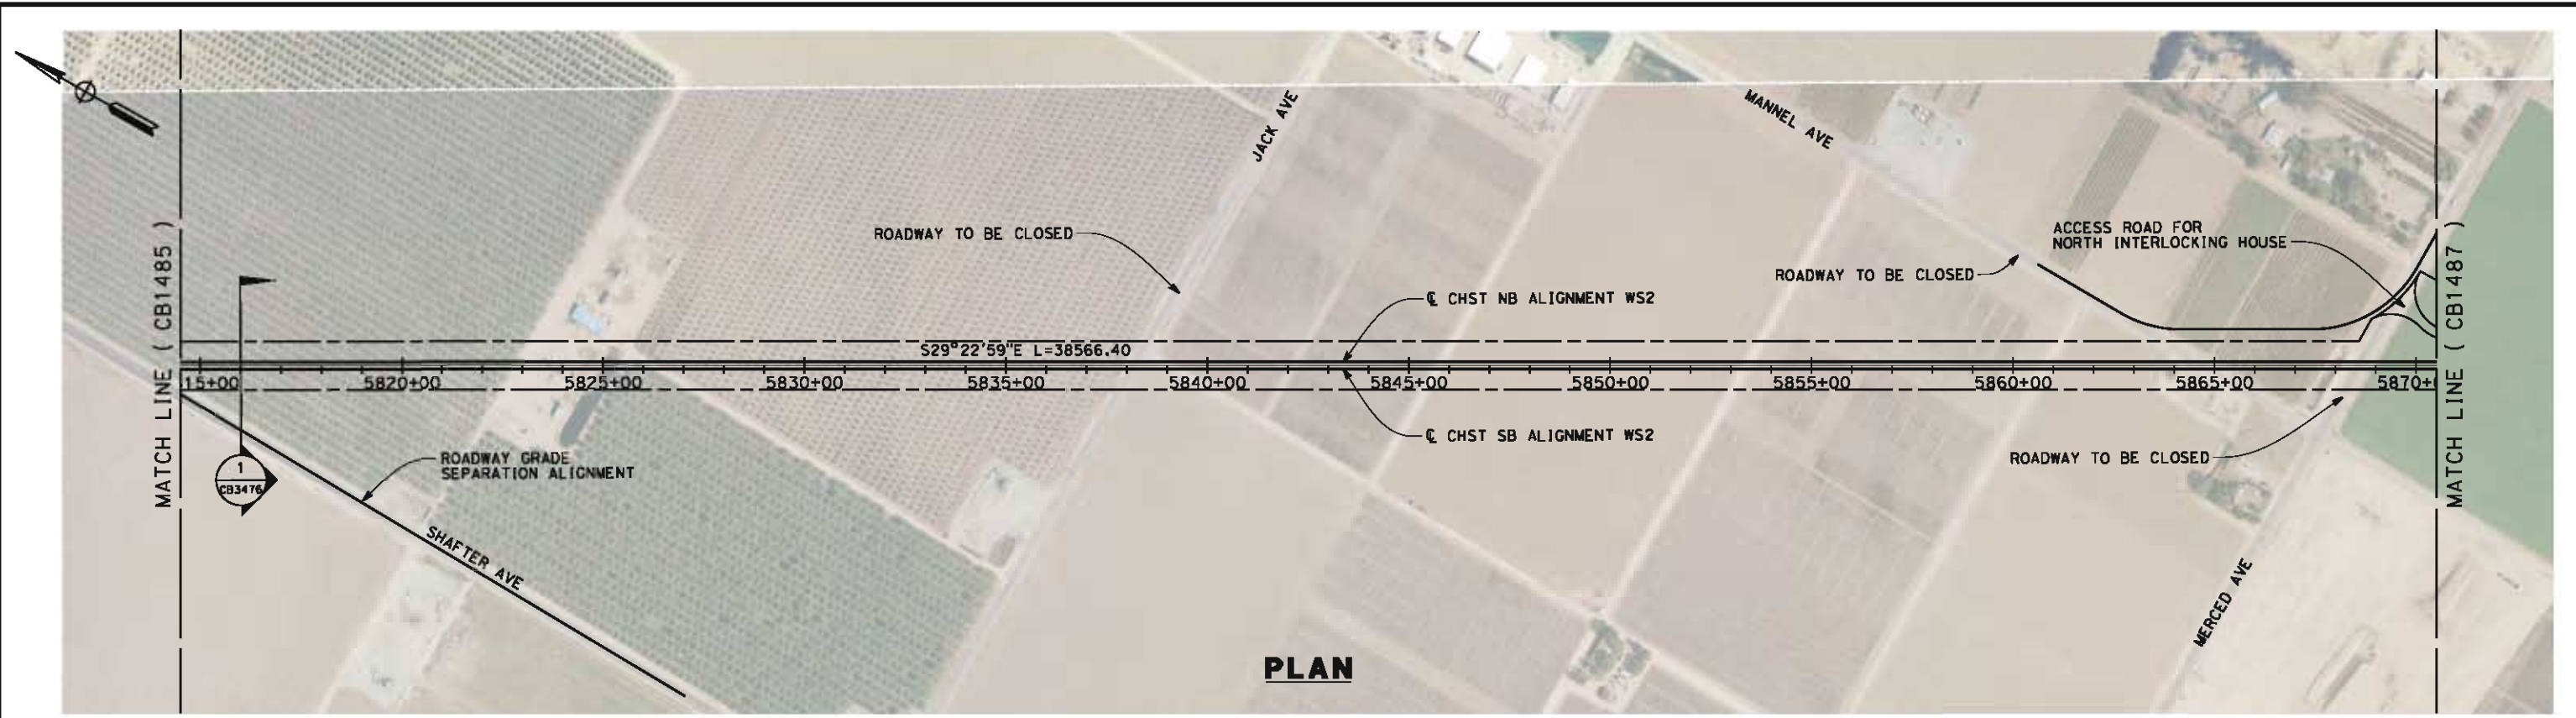 JACK AVE
MANNEL AVE
ROADWAY TO BE CLOSED
ACCESS ROAD FOR
NORTH INTERLOCKING HOUSE
ROADWAY TO BE CLOSED
MATCH LINE ( CB1485 )
℄ CHST NB ALIGNMENT WS2
S29°22'59"E L=38566.40
15+00 5820+00 5825+00 5830+00 5835+00 5840+00 5845+00 5850+00 5855+00 5860+00 5865+00 5870+
MATCH LINE ( CB1487 )
℄ CHST SB ALIGNMENT WS2
ROADWAY GRADE
SEPARATION ALIGNMENT
ROADWAY TO BE CLOSED
1
CB3476
SHAFTER AVE
MERCED AVE
PLAN